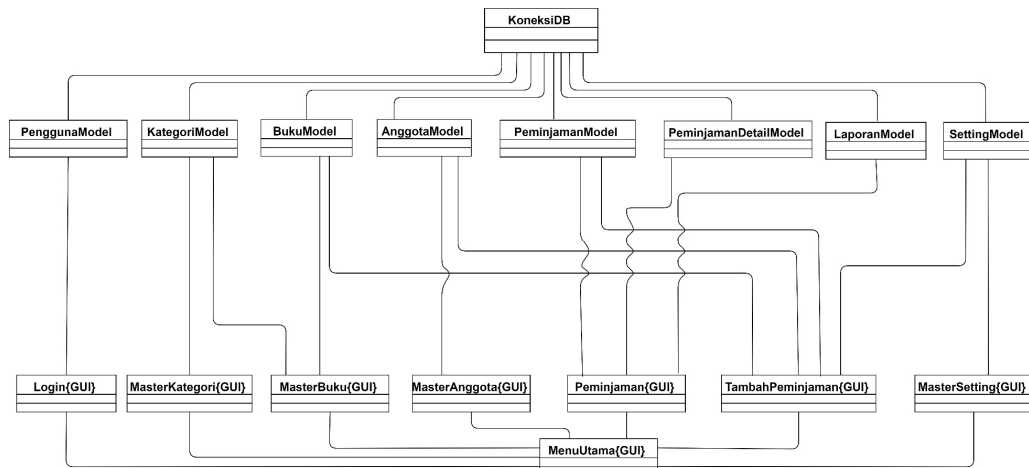 KoneksiDB
PenggunaModel
KategoriModel
BukuModel
AnggotaModel
PeminjamanModel
PeminjamanDetailModel
LaporanModel
SettingModel
Login{GUI}
MasterKategori{GUI}
MasterBuku{GUI}
MasterAnggota{GUI}
Peminjaman{GUI}
TambahPeminjaman{GUI}
MasterSetting{GUI}
MenuUtama{GUI}